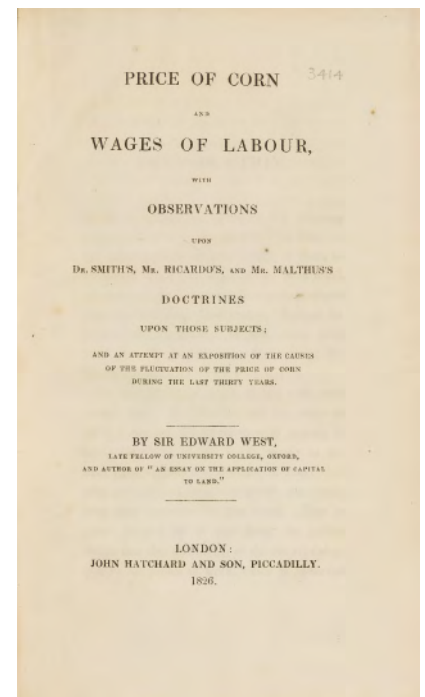 3414
PRICE OF CORN
AND
WAGES OF LABOUR,
WITH
OBSERVATIONS
UPON
DR. SMITH'S, MR. RICARDO'S, AND MR. MALTHUS'S
DOCTRINES
UPON THOSE SUBJECTS;
AND AN ATTEMPT AT AN EXPOSITION OF THE CAUSES
OF THE FLUCTUATION OF THE PRICE OF CORN
DURING THE LAST THIRTY YEARS.
BY SIR EDWARD WEST,
LATE FELLOW OF UNIVERSITY COLLEGE, OXFORD,
AND AUTHOR OF "AN ESSAY ON THE APPLICATION OF CAPITAL
TO LAND."
LONDON:
JOHN HATCHARD AND SON, PICCADILLY.
1826.